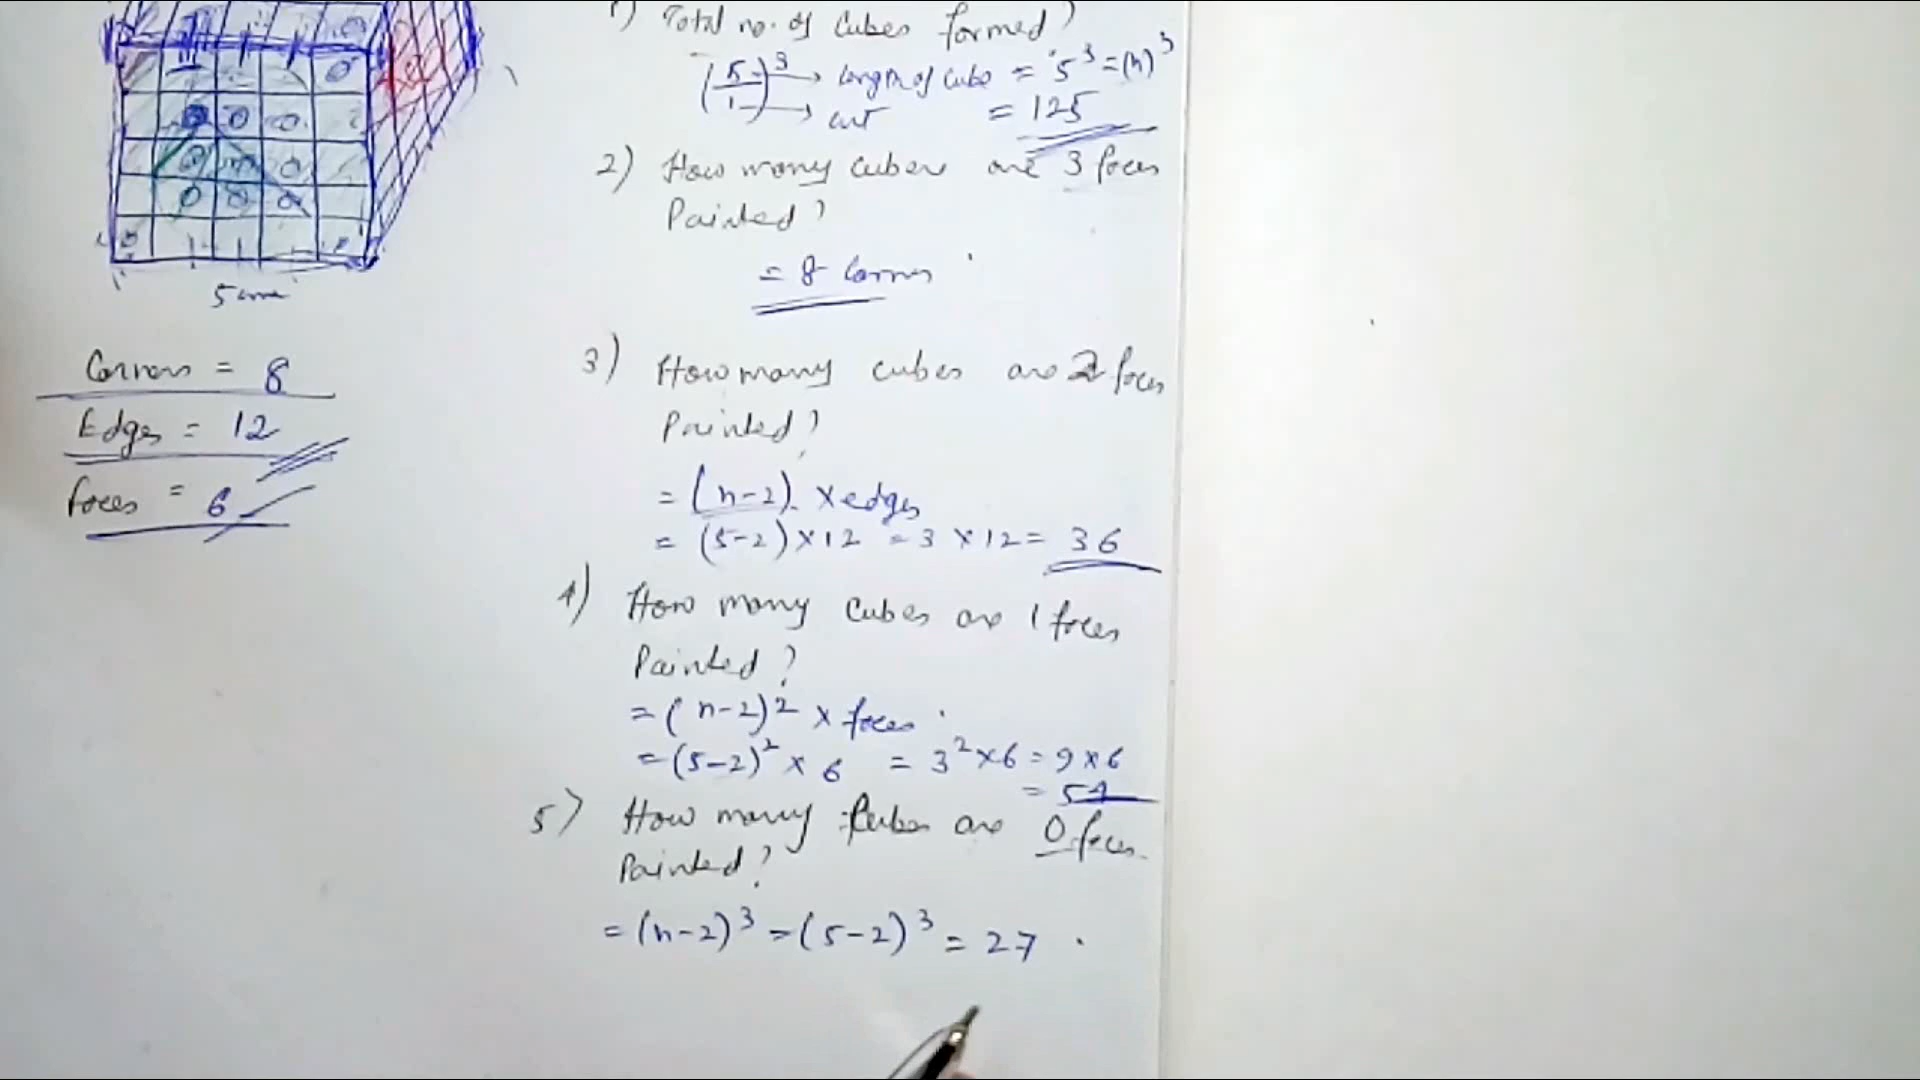 5 cm
Corners = 8
Edges = 12
faces = 6
1) Total no. of Cubes formed?
(5/1)³ → length of cube = 5³ = (n)³
→ cut = 125
2) How many cubes are 3 faces
Painted?
= 8 Corners
3) How many cubes are 2 faces
Painted?
= (n-2) × edges
= (5-2) × 12 = 3 × 12 = 36
4) How many Cubes are 1 faces
Painted?
= (n-2)² × faces
= (5-2)² × 6 = 3² × 6 = 9 × 6
= 54
5) How many Cubes are 0 faces
Painted?
= (n-2)³ = (5-2)³ = 27